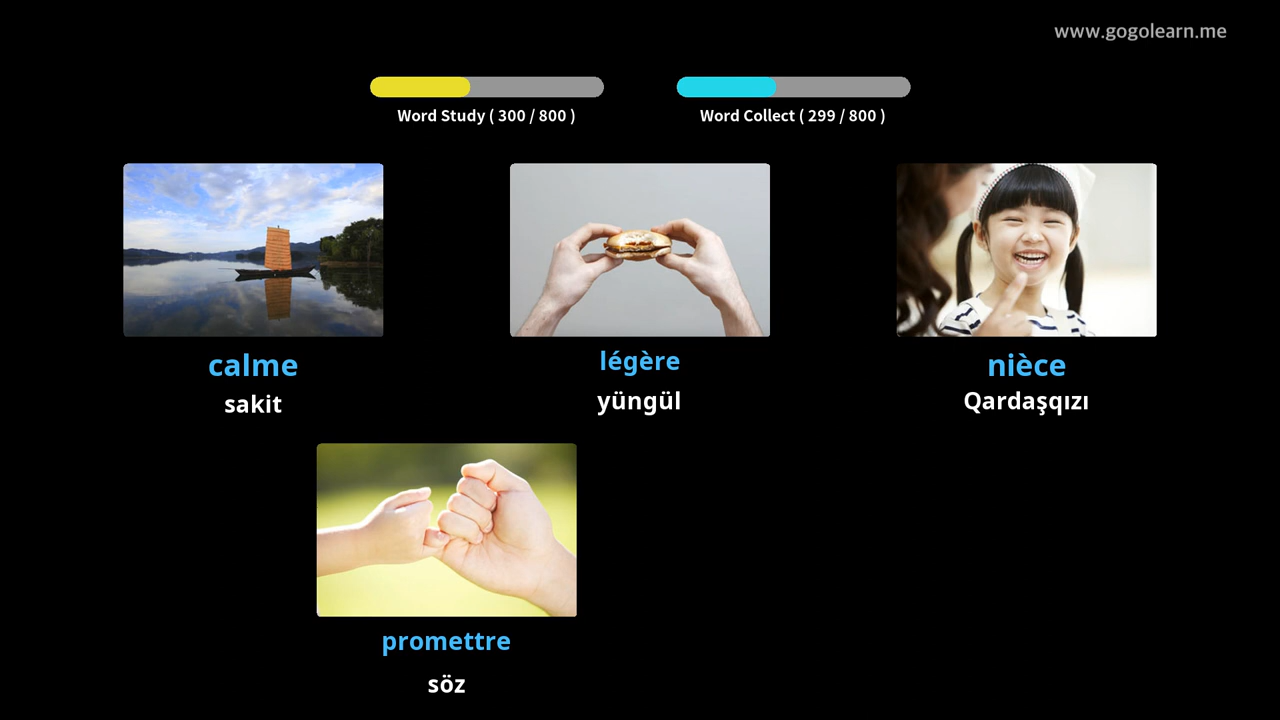 www.gogolearn.me
Word Study ( 300 / 800 )
Word Collect ( 299 / 800 )
calme
sakit
légère
yüngül
nièce
Qardaşqızı
promettre
söz